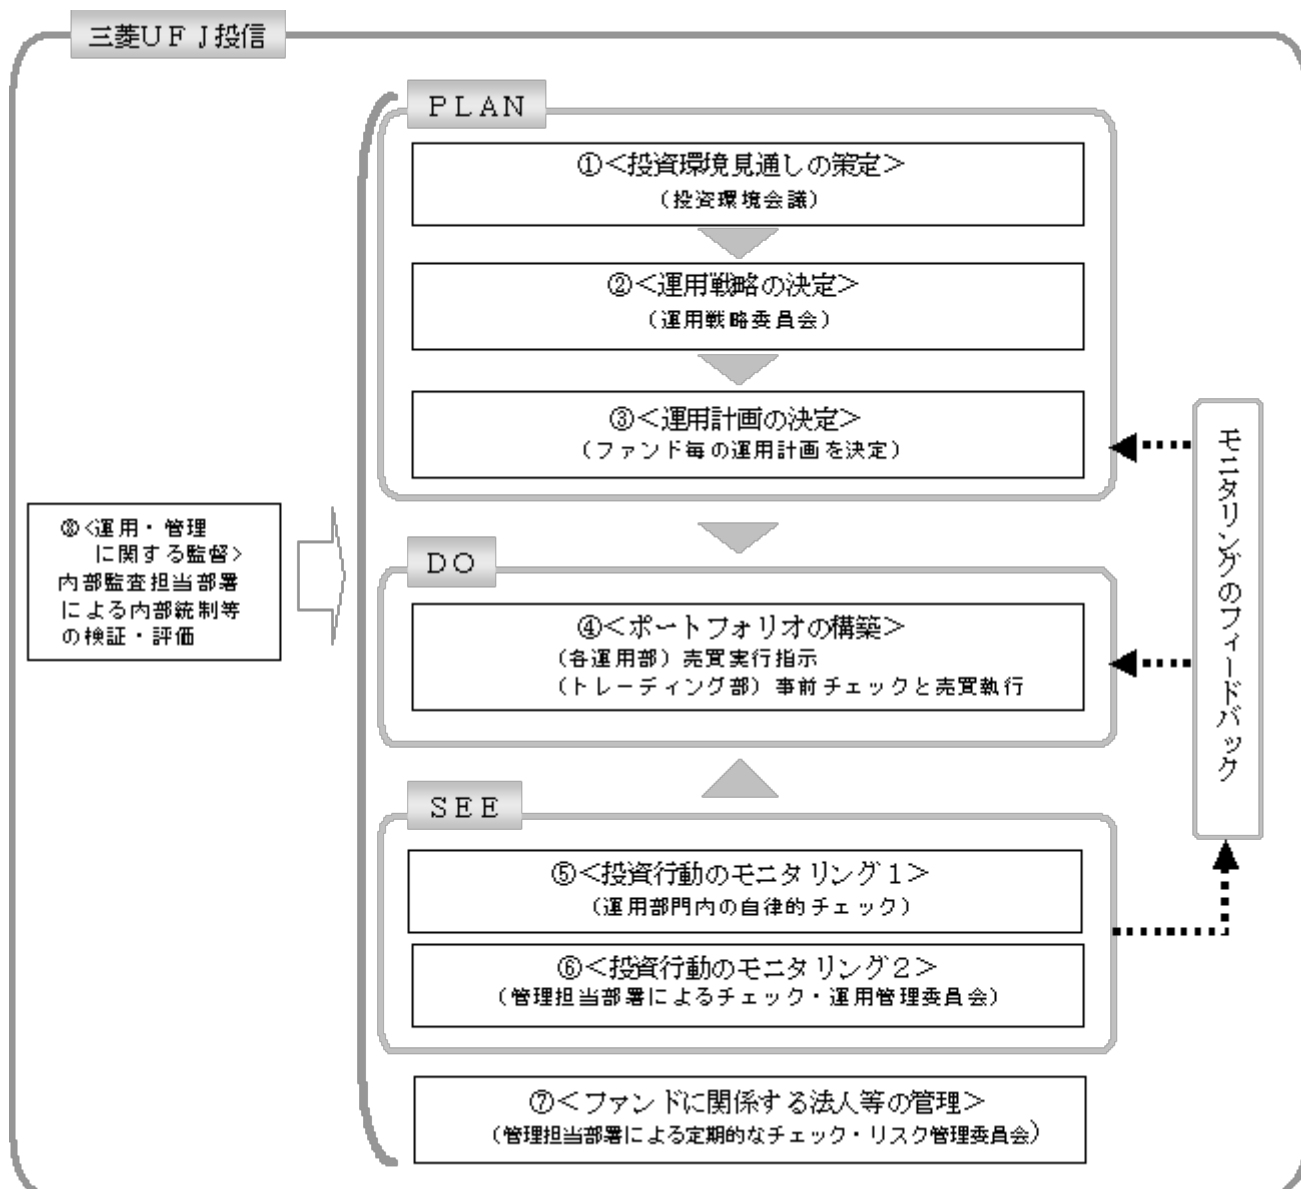 三菱ＵＦＪ投信
ＰＬＡＮ
①＜投資環境見通しの策定＞
（投資環境会議）
②＜運用戦略の決定＞
（運用戦略委員会）
③＜運用計画の決定＞
（ファンド毎の運用計画を決定）
モニタリングのフィードバック
⑧＜運用・管理
に関する監督＞
内部監査担当部署
による内部統制等
の検証・評価
ＤＯ
④＜ポートフォリオの構築＞
（各運用部）売買実行指示
（トレーディング部）事前チェックと売買執行
ＳＥＥ
⑤＜投資行動のモニタリング１＞
（運用部門内の自律的チェック）
⑥＜投資行動のモニタリング２＞
（管理担当部署によるチェック・運用管理委員会）
⑦＜ファンドに関係する法人等の管理＞
（管理担当部署による定期的なチェック・リスク管理委員会）